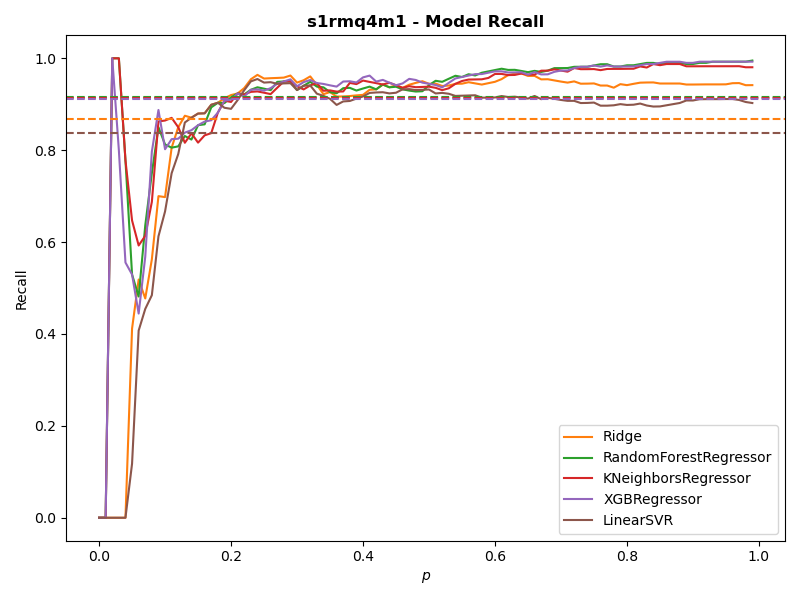 s1rmq4m1 - Model Recall
Recall
1.0
0.8
0.6
0.4
0.2
0.0
Ridge
RandomForestRegressor
KNeighborsRegressor
XGBRegressor
LinearSVR
0.0 0.2 0.4 0.6 0.8 1.0
p